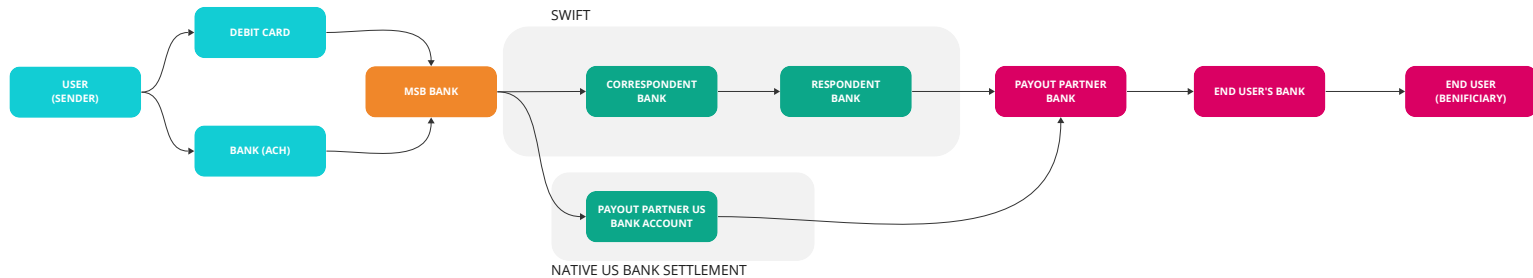 SWIFT
DEBIT CARD
USER
(SENDER)
MSB BANK
CORRESPONDENT
BANK
RESPONDENT
BANK
PAYOUT PARTNER
BANK
END USER'S BANK
END USER
(BENIFICIARY)
BANK (ACH)
PAYOUT PARTNER US
BANK ACCOUNT
NATIVE US BANK SETTLEMENT